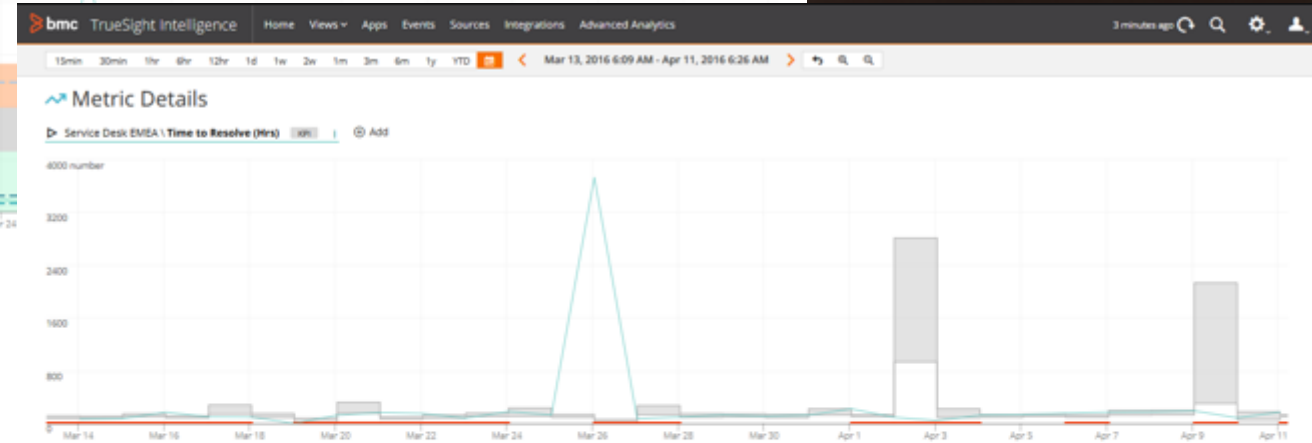 bmc TrueSight Intelligence Home Views Apps Events Sources Integrations Advanced Analytics 3 minutes ago
15min 30min 1hr 6hr 12hr 1d 1w 2w 1m 3m 6m 1y YTD Mar 13, 2016 6:09 AM - Apr 11, 2016 6:26 AM
Metric Details
Service Desk EMEA \ Time to Resolve (Hrs) KPI Add
4000 number
3200
2400
1600
800
0
Mar 14 Mar 16 Mar 18 Mar 20 Mar 22 Mar 24 Mar 26 Mar 28 Mar 30 Apr 1 Apr 3 Apr 5 Apr 7 Apr 9 Apr 11